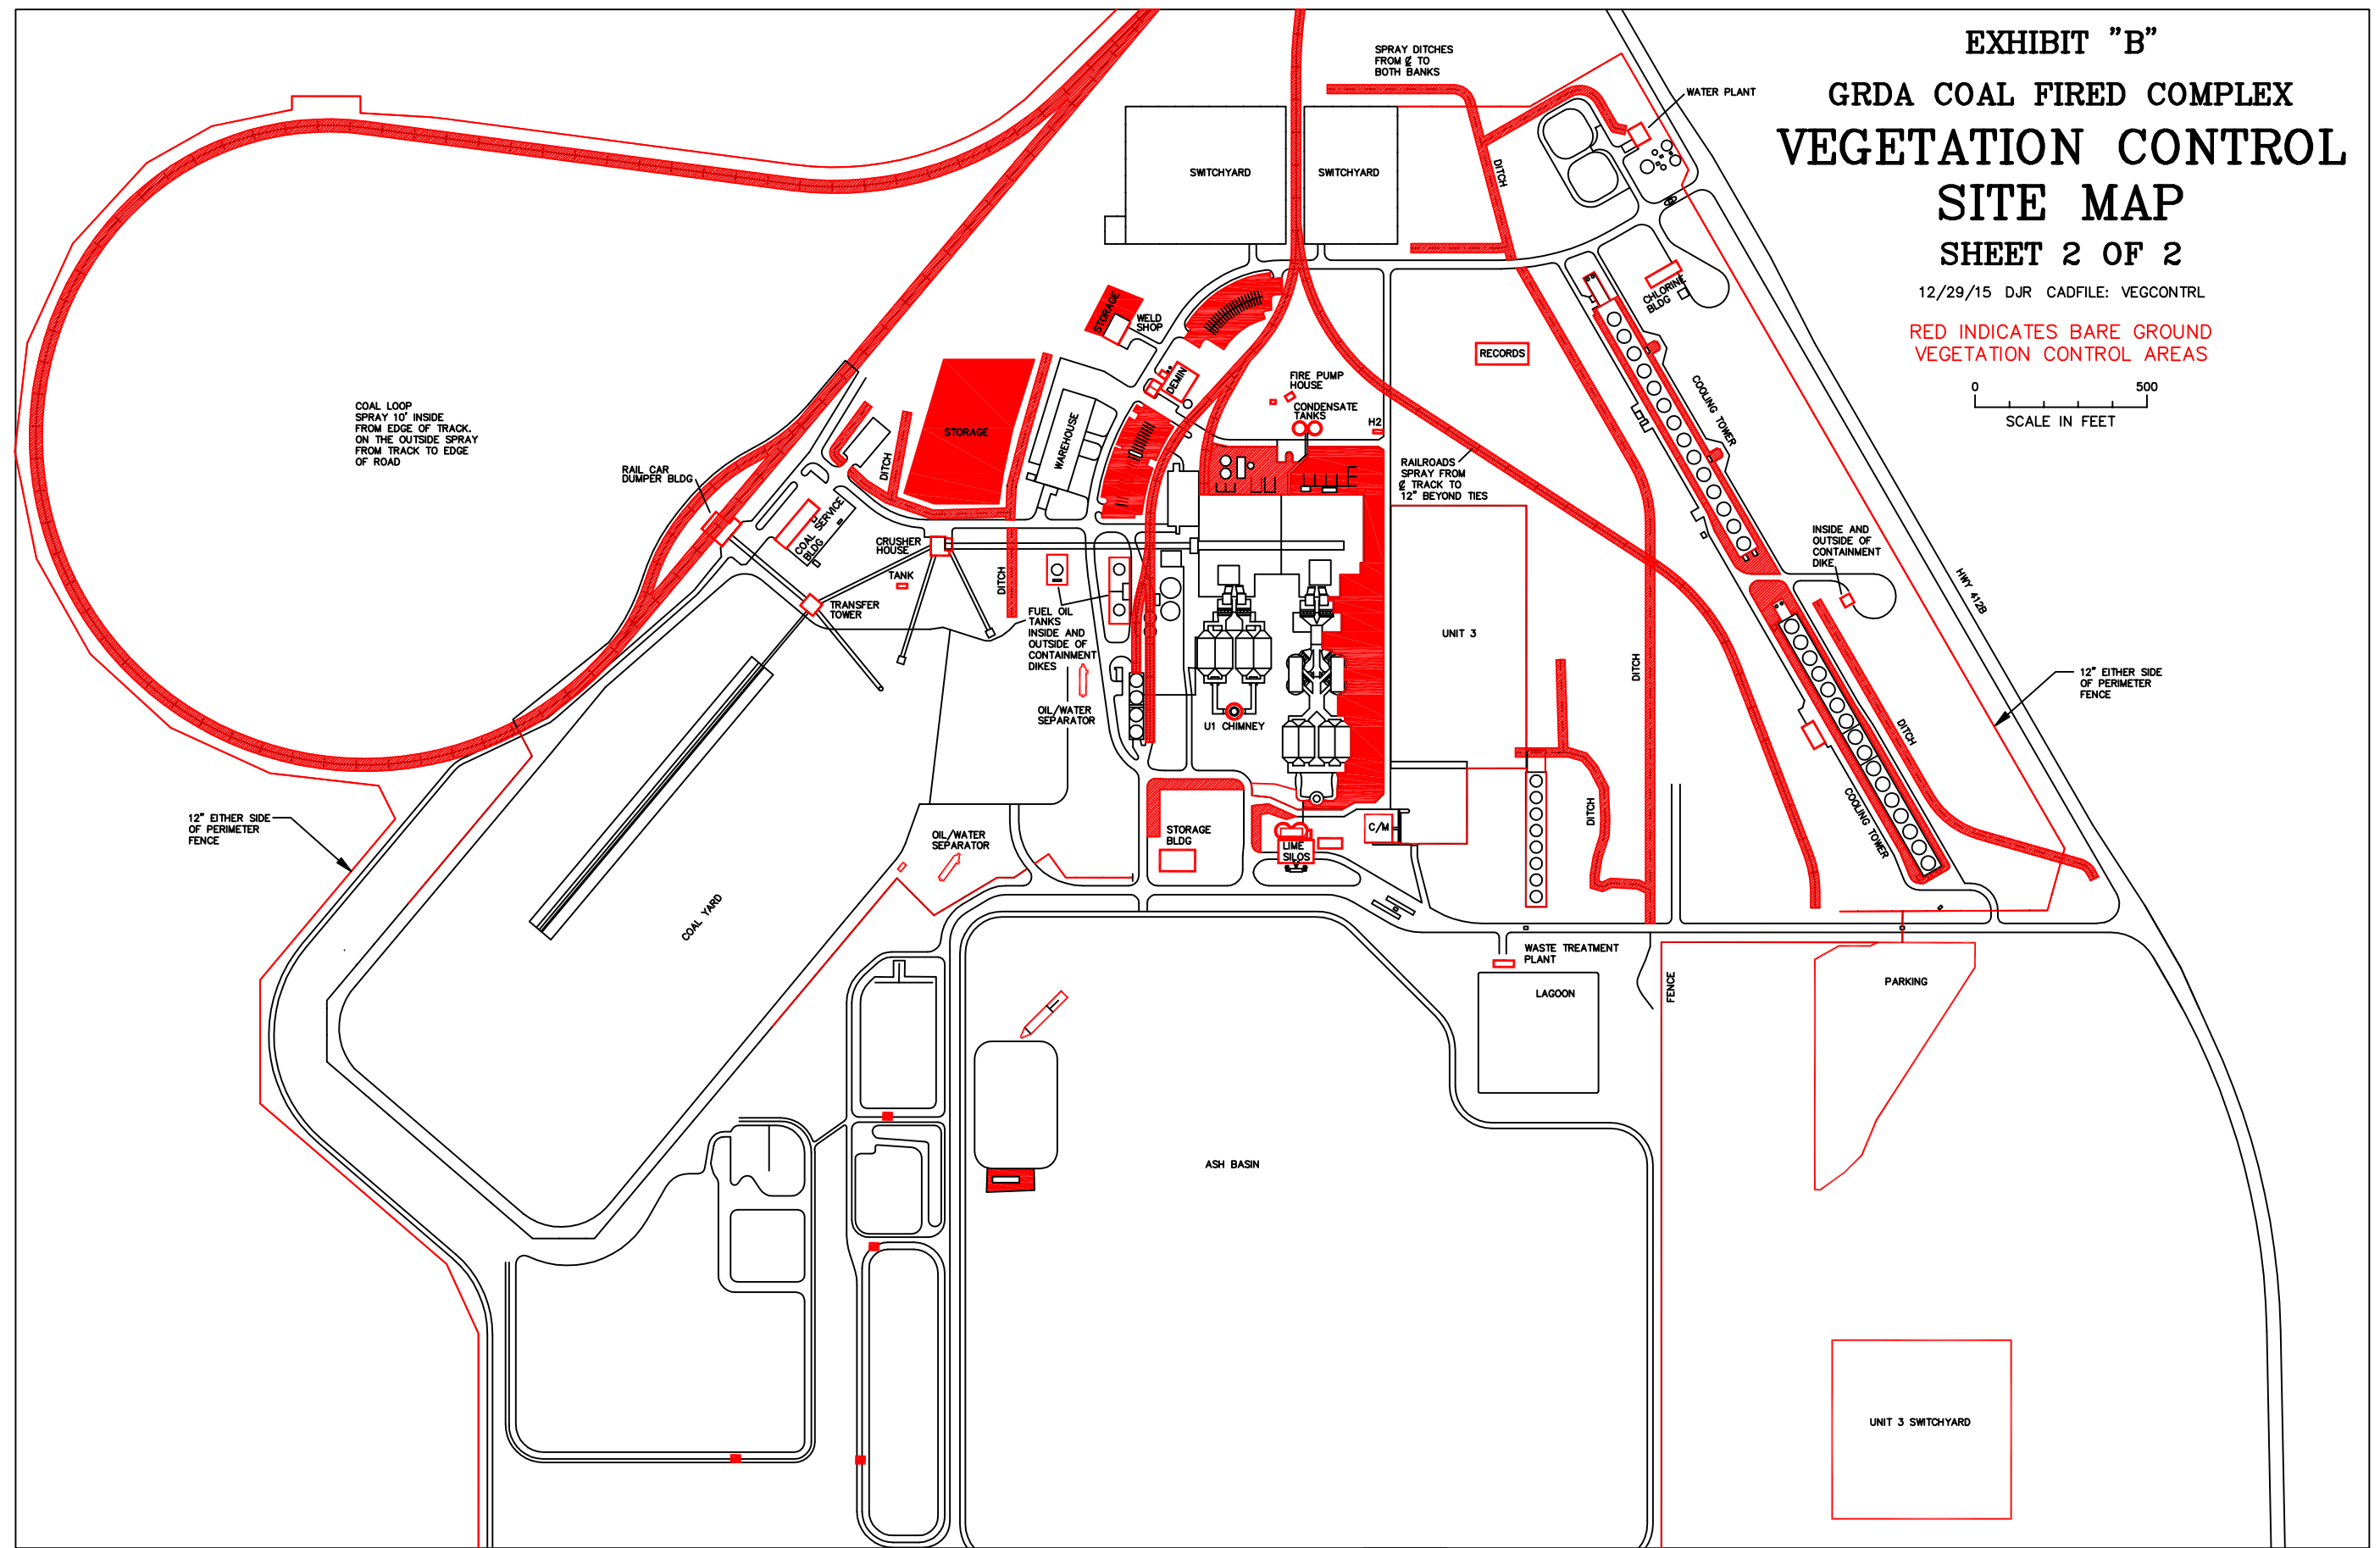 EXHIBIT "B"
GRDA COAL FIRED COMPLEX
VEGETATION CONTROL
SITE MAP
SHEET 2 OF 2
12/29/15 DJR CADFILE: VEGCONTRL
RED INDICATES BARE GROUND
VEGETATION CONTROL AREAS
0 500
SCALE IN FEET
SPRAY DITCHES
FROM ℄ TO
BOTH BANKS
WATER PLANT
SWITCHYARD
SWITCHYARD
DITCH
CHLORINE
BLDG
STORAGE
WELD
SHOP
RECORDS
DEMIN
FIRE PUMP
HOUSE
CONDENSATE
TANKS
H2
COOLING TOWER
COAL LOOP
SPRAY 10' INSIDE
FROM EDGE OF TRACK.
ON THE OUTSIDE SPRAY
FROM TRACK TO EDGE
OF ROAD
STORAGE
WAREHOUSE
DITCH
RAIL CAR
DUMPER BLDG
RAILROADS
SPRAY FROM
℄ TRACK TO
12" BEYOND TIES
COAL SERVICE
BLDG
CRUSHER
HOUSE
TANK
DITCH
TRANSFER
TOWER
FUEL OIL
TANKS
INSIDE AND
OUTSIDE OF
CONTAINMENT
DIKES
INSIDE AND
OUTSIDE OF
CONTAINMENT
DIKE
HWY 412B
UNIT 3
DITCH
12" EITHER SIDE
OF PERIMETER
FENCE
OIL/WATER
SEPARATOR
U1 CHIMNEY
DITCH
DITCH
COOLING TOWER
12" EITHER SIDE
OF PERIMETER
FENCE
OIL/WATER
SEPARATOR
STORAGE
BLDG
LIME
SILOS
C/M
COAL YARD
WASTE TREATMENT
PLANT
LAGOON
FENCE
PARKING
ASH BASIN
UNIT 3 SWITCHYARD